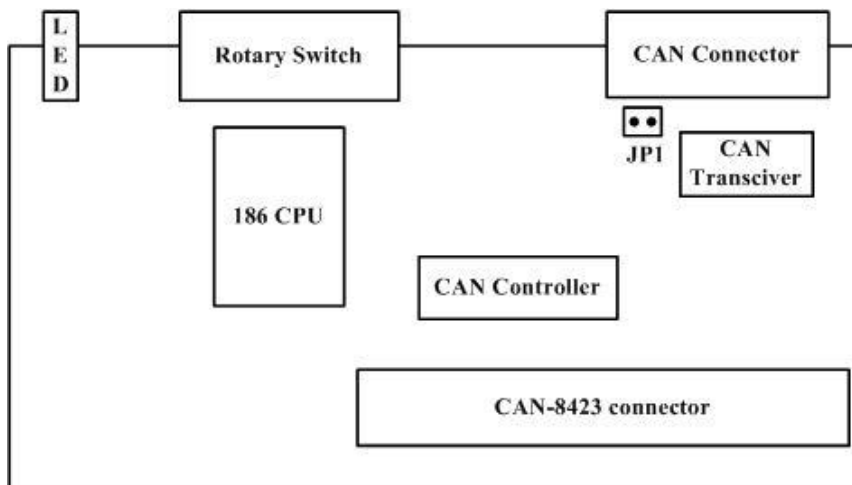 L
E
D
Rotary Switch
CAN Connector
JP1
CAN
Transciver
186 CPU
CAN Controller
CAN-8423 connector